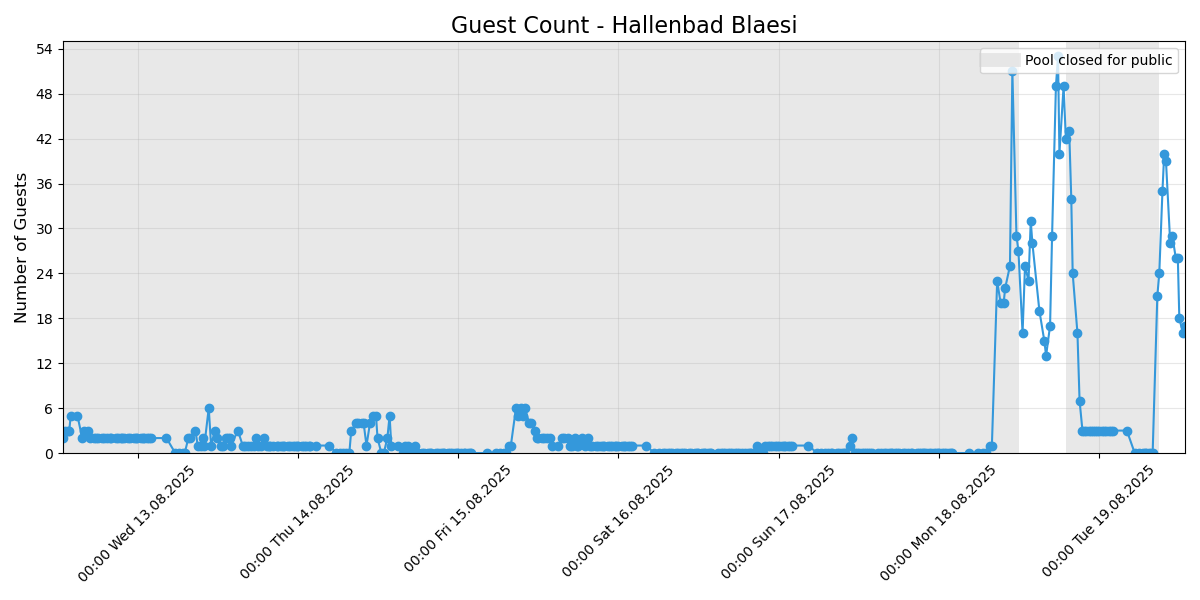 Guest Count - Hallenbad Blaesi
Pool closed for public
Number of Guests
54
48
42
36
30
24
18
12
6
0
00:00 Wed 13.08.2025
00:00 Thu 14.08.2025
00:00 Fri 15.08.2025
00:00 Sat 16.08.2025
00:00 Sun 17.08.2025
00:00 Mon 18.08.2025
00:00 Tue 19.08.2025